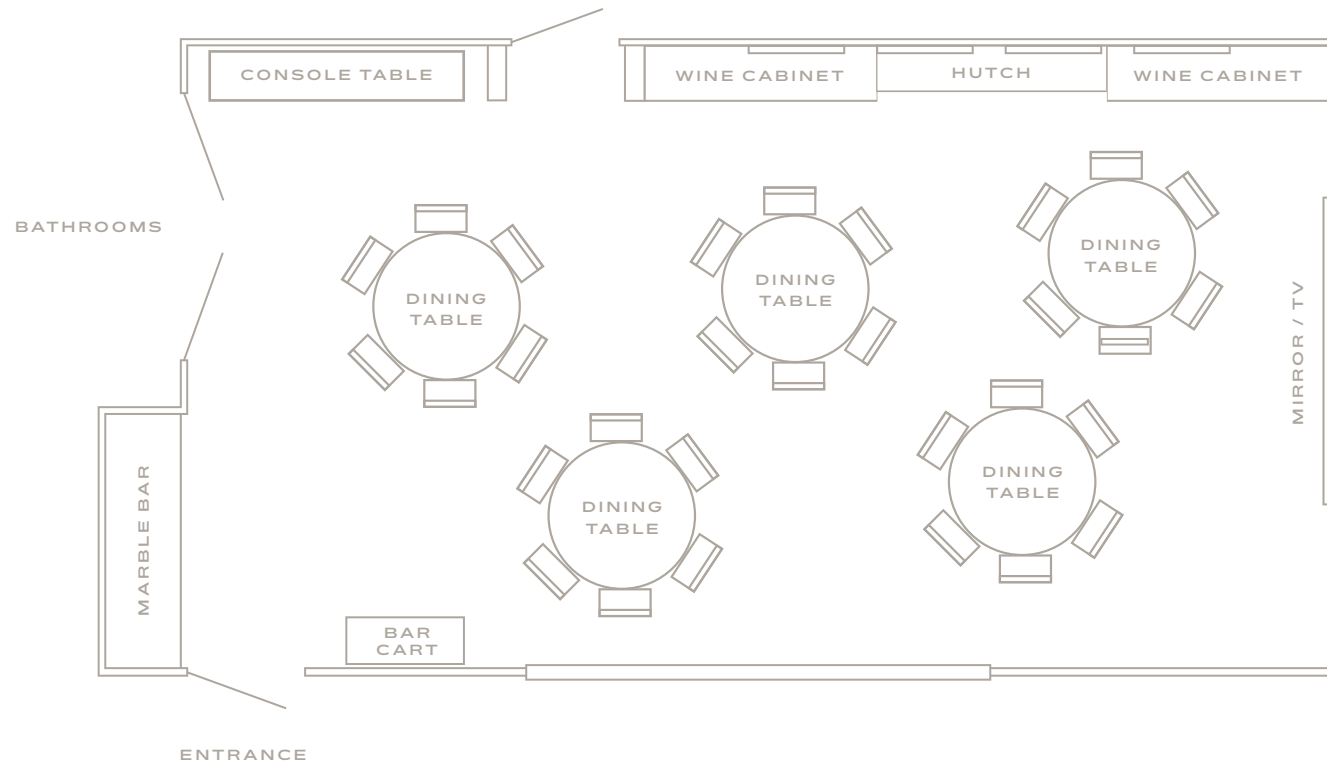 CONSOLE TABLE
WINE CABINET
HUTCH
WINE CABINET
BATHROOMS
DINING
TABLE
DINING
TABLE
DINING
TABLE
MIRROR / TV
DINING
TABLE
DINING
TABLE
MARBLE BAR
BAR
CART
ENTRANCE